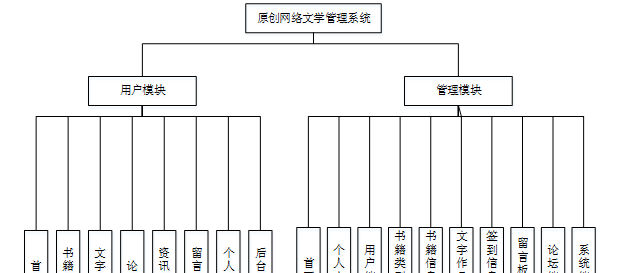 原创网络文学管理系统
用户模块
管理模块
首
书籍
文字
论
资讯
留言
个人
后台
首
个人
用户
书籍类
书籍信
文字作
签到信
留言板
论坛
系统